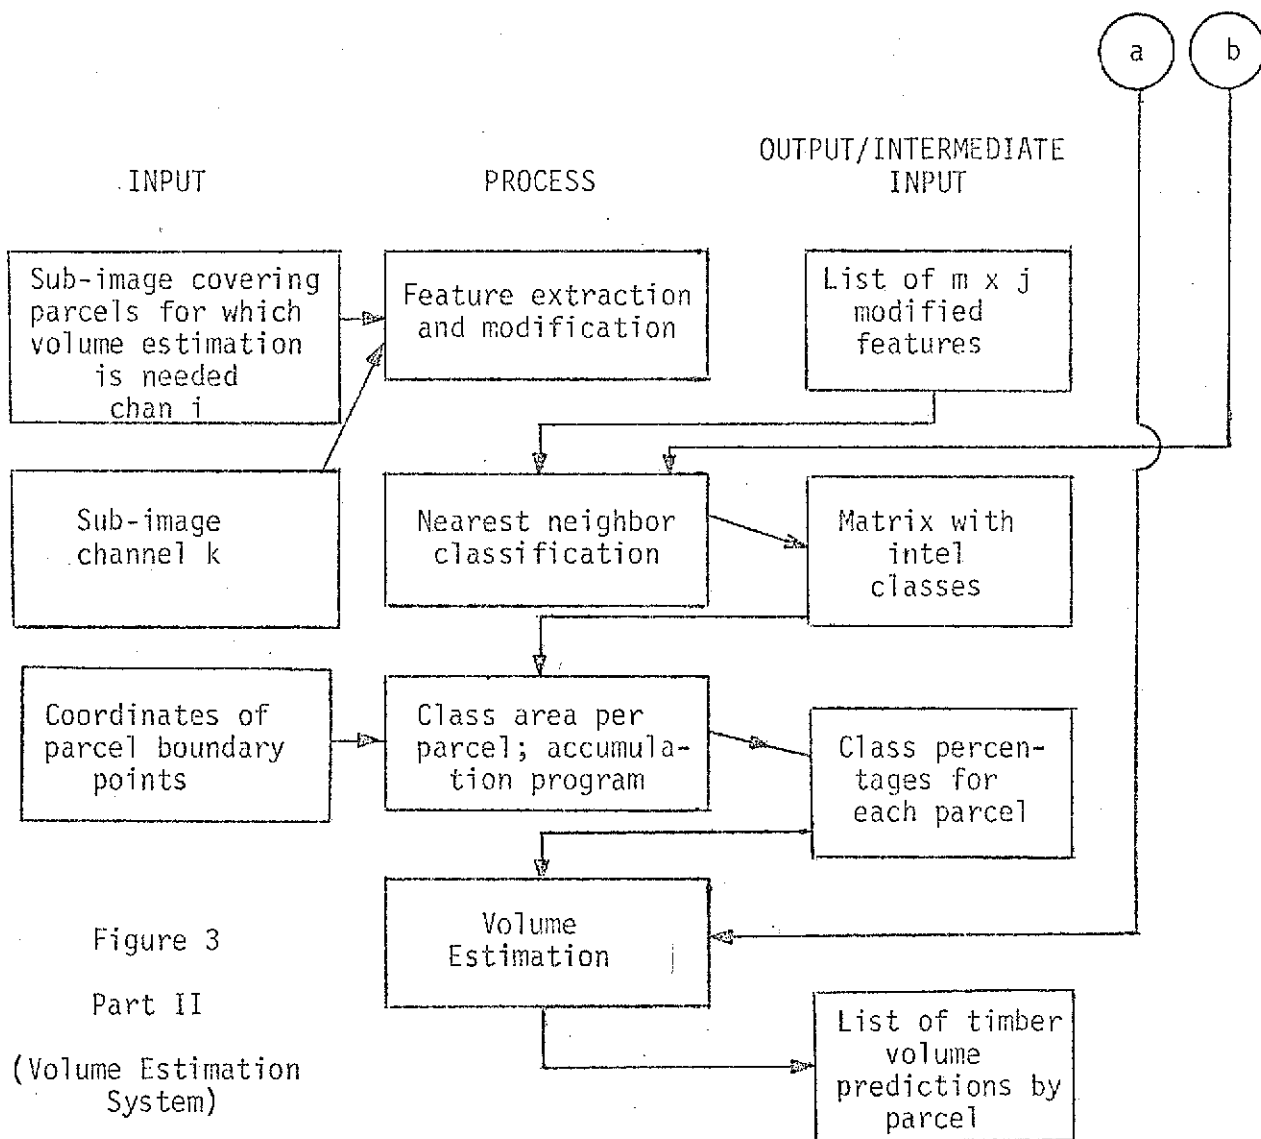 a
b
INPUT
PROCESS
OUTPUT/INTERMEDIATE
INPUT
Sub-image covering
parcels for which
volume estimation
is needed
chan i
Feature extraction
and modification
List of m x j
modified
features
Sub-image
channel k
Nearest neighbor
classification
Matrix with
intel
classes
Coordinates of
parcel boundary
points
Class area per
parcel; accumula-
tion program
Class percen-
tages for
each parcel
Volume
Estimation
List of timber
volume
predictions by
parcel
Figure 3
Part II
(Volume Estimation
System)